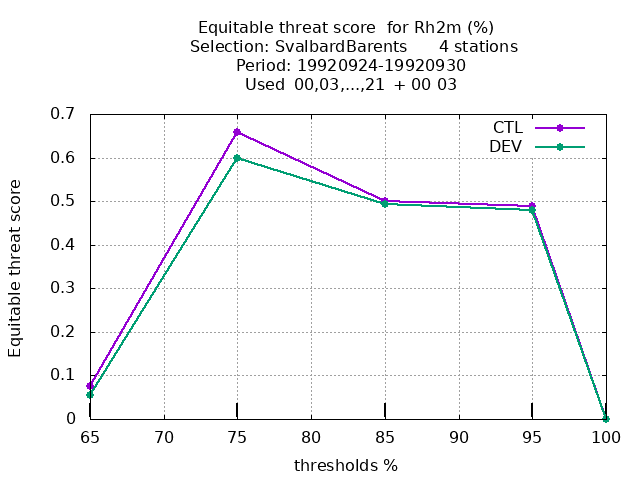 Equitable threat score for Rh2m (%)
Selection: SvalbardBarents 4 stations
Period: 19920924-19920930
Used 00,03,...,21 + 00 03
0.7
0.6
0.5
0.4
0.3
0.2
0.1
0
Equitable threat score
CTL
DEV
65 70 75 80 85 90 95 100
thresholds %